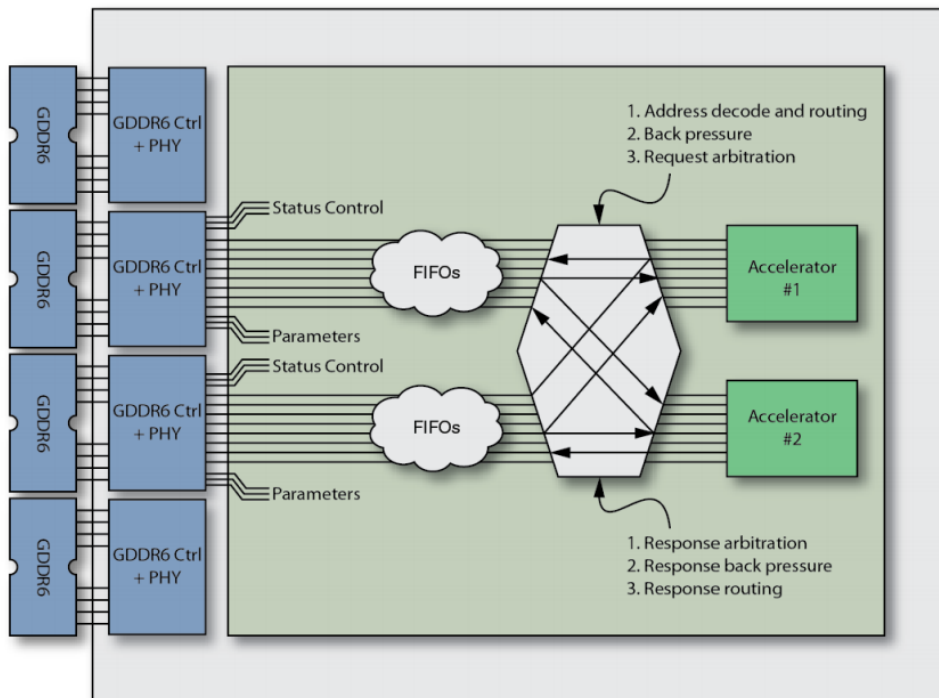 GDDR6
GDDR6 Ctrl
+ PHY
1. Address decode and routing
2. Back pressure
3. Request arbitration
GDDR6
GDDR6 Ctrl
+ PHY
Status Control
FIFOs
Accelerator
#1
Parameters
GDDR6
GDDR6 Ctrl
+ PHY
Status Control
FIFOs
Accelerator
#2
Parameters
GDDR6
GDDR6 Ctrl
+ PHY
1. Response arbitration
2. Response back pressure
3. Response routing